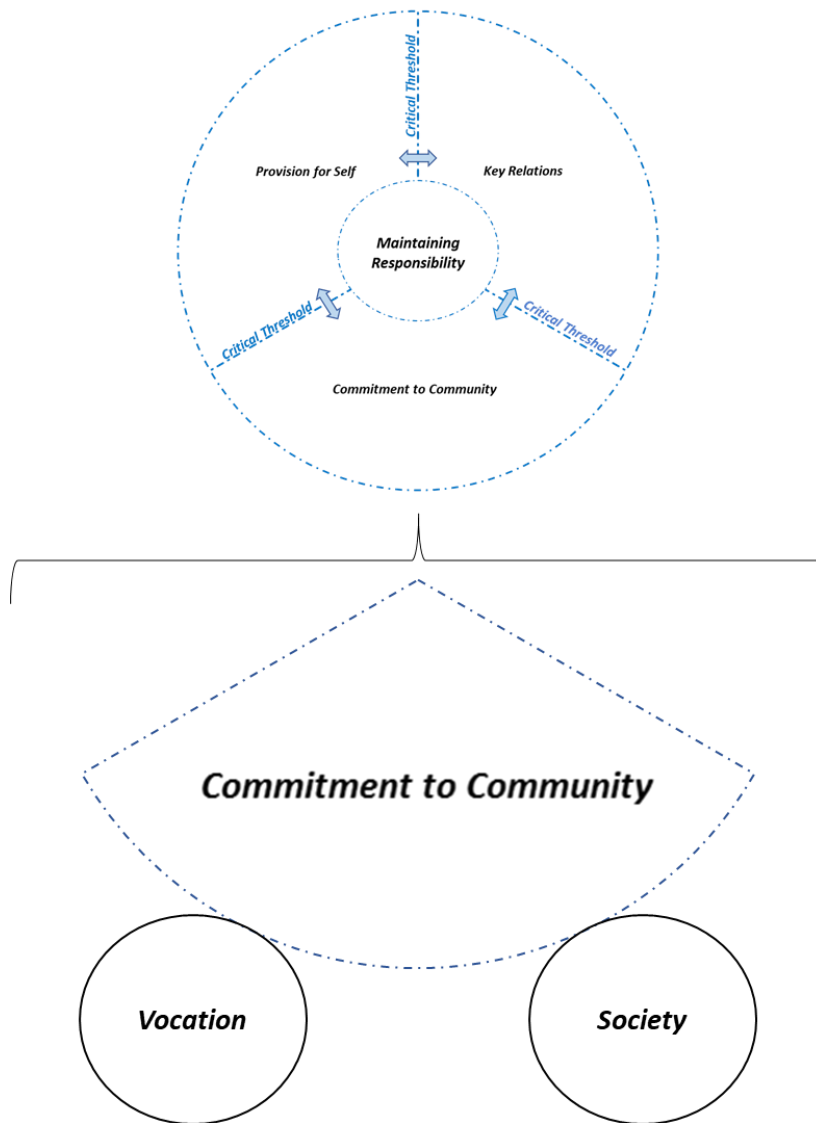 Critical Threshold
Provision for Self
Key Relations
Maintaining
Responsibility
Critical Threshold
Critical Threshold
Commitment to Community
Commitment to Community
Vocation
Society